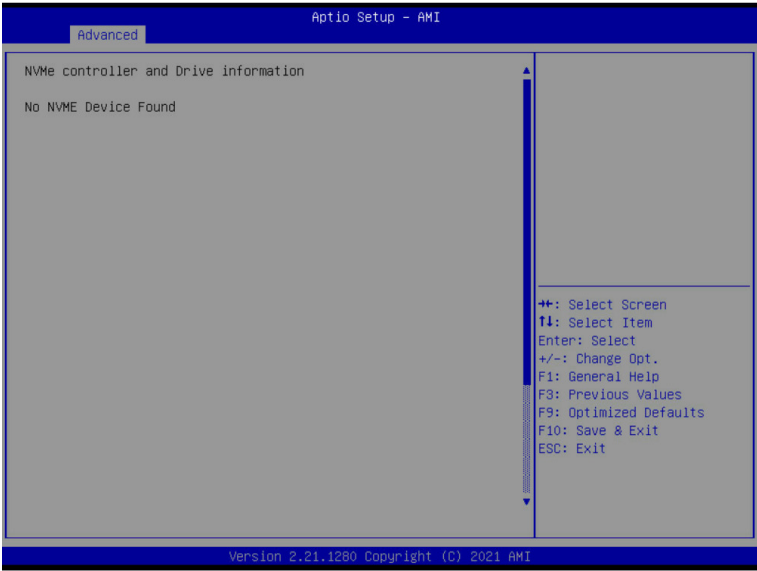 Aptio Setup – AMI
Advanced
NVMe controller and Drive information
No NVME Device Found
→←: Select Screen
↑↓: Select Item
Enter: Select
+/-: Change Opt.
F1: General Help
F3: Previous Values
F9: Optimized Defaults
F10: Save & Exit
ESC: Exit
Version 2.21.1280 Copyright (C) 2021 AMI